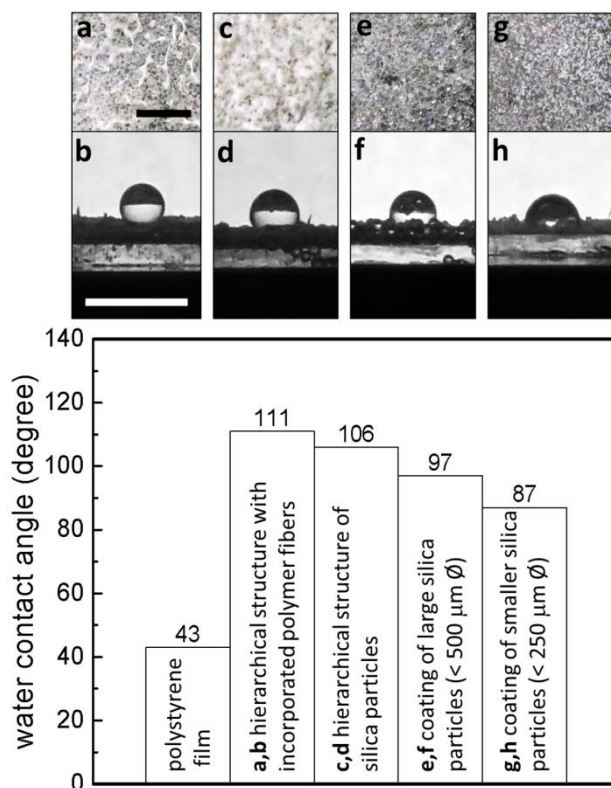 a
c
e
g
b
d
f
h
140
120
100
80
60
40
20
0
water contact angle (degree)
43
111
106
97
87
polystyrene
film
a,b hierarchical structure with
incorporated polymer fibers
c,d hierarchical structure of
silica particles
e,f coating of large silica
particles (< 500 μm Ø)
g,h coating of smaller silica
particles (< 250 μm Ø)